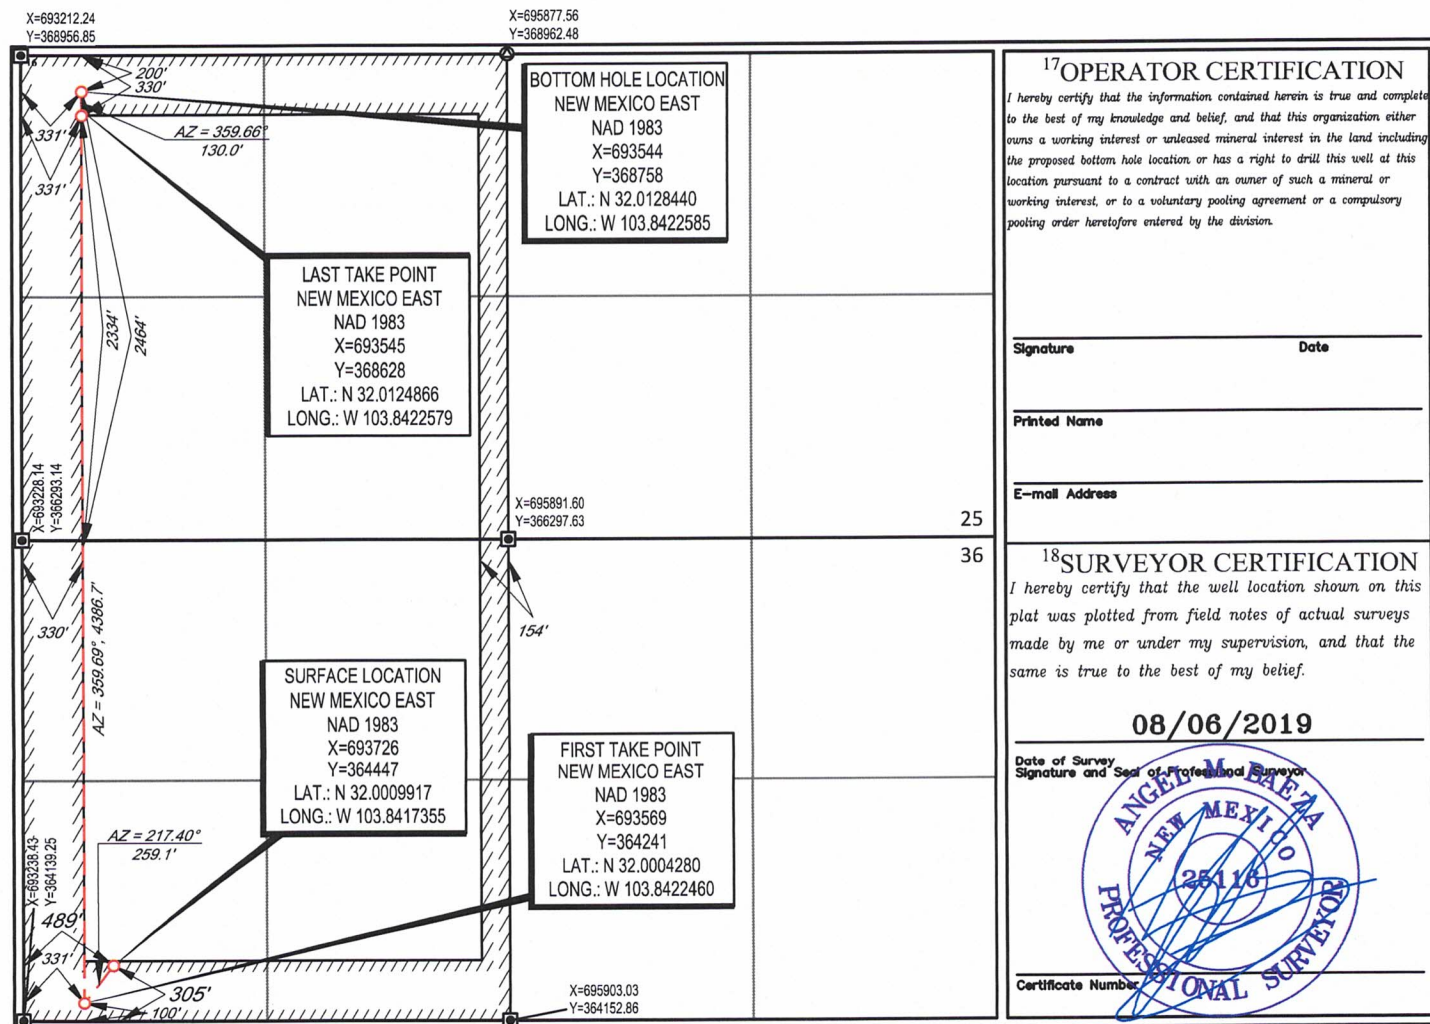 X=693212.24
Y=368956.85
X=695877.56
Y=368962.48
200'
330'
331'
331'
AZ = 359.66°
130.0'
BOTTOM HOLE LOCATION
NEW MEXICO EAST
NAD 1983
X=693544
Y=368758
LAT.: N 32.0128440
LONG.: W 103.8422585
LAST TAKE POINT
NEW MEXICO EAST
NAD 1983
X=693545
Y=368628
LAT.: N 32.0124866
LONG.: W 103.8422579
2334'
2464'
X=693228.14
Y=366293.14
X=695891.60
Y=366297.63
25
36
330'
154'
AZ = 359.69°, 4386.7'
SURFACE LOCATION
NEW MEXICO EAST
NAD 1983
X=693726
Y=364447
LAT.: N 32.0009917
LONG.: W 103.8417355
FIRST TAKE POINT
NEW MEXICO EAST
NAD 1983
X=693569
Y=364241
LAT.: N 32.0004280
LONG.: W 103.8422460
AZ = 217.40°
259.1'
X=693238.43
Y=364139.25
489'
331'
305'
100'
X=695903.03
Y=364152.86
17OPERATOR CERTIFICATION
I hereby certify that the information contained herein is true and complete
to the best of my knowledge and belief, and that this organization either
owns a working interest or unleased mineral interest in the land including
the proposed bottom hole location or has a right to drill this well at this
location pursuant to a contract with an owner of such a mineral or
working interest, or to a voluntary pooling agreement or a compulsory
pooling order heretofore entered by the division.
Signature Date
Printed Name
E-mail Address
18SURVEYOR CERTIFICATION
I hereby certify that the well location shown on this
plat was plotted from field notes of actual surveys
made by me or under my supervision, and that the
same is true to the best of my belief.
08/06/2019
Date of Survey
Signature and Seal of Professional Surveyor
ANGEL M. BAEZA
NEW MEXICO
25116
PROFESSIONAL SURVEYOR
Certificate Number